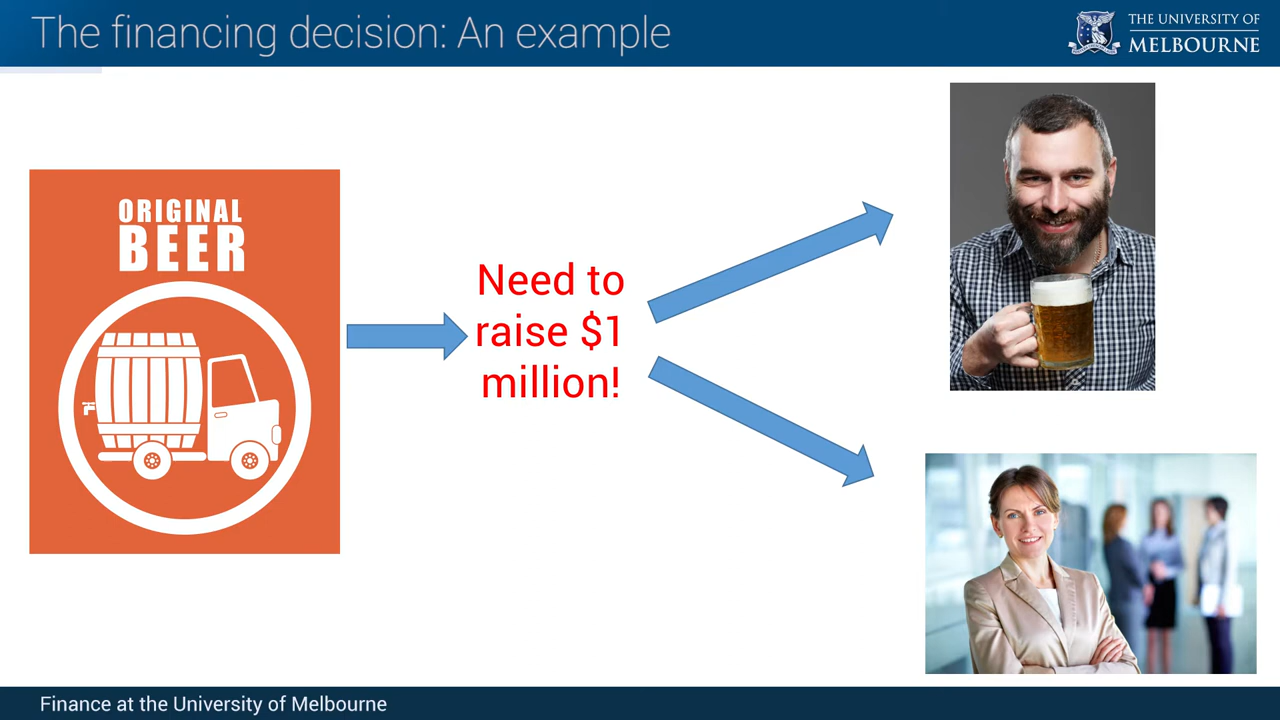 The financing decision: An example
THE UNIVERSITY OF
MELBOURNE
ORIGINAL
BEER
Need to
raise $1
million!
Finance at the University of Melbourne